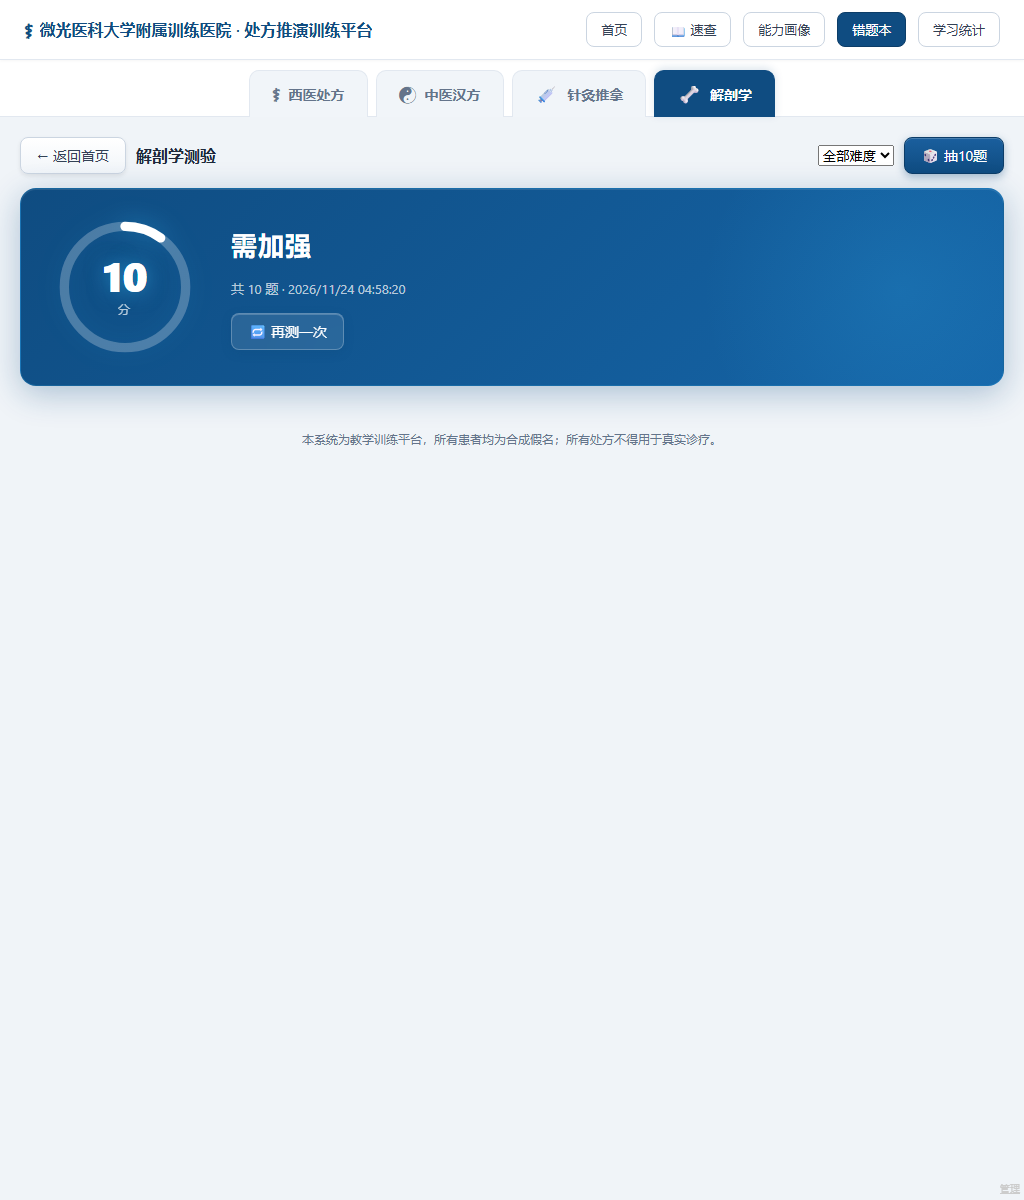 微光医科大学附属训练医院 · 处方推演训练平台
首页
速查
能力画像
错题本
学习统计
西医处方
中医汉方
针灸推拿
解剖学
← 返回首页
解剖学测验
全部难度
抽10题
10
分
需加强
共 10 题 · 2026/11/24 04:58:20
再测一次
本系统为教学训练平台，所有患者均为合成假名；所有处方不得用于真实诊疗。
管理